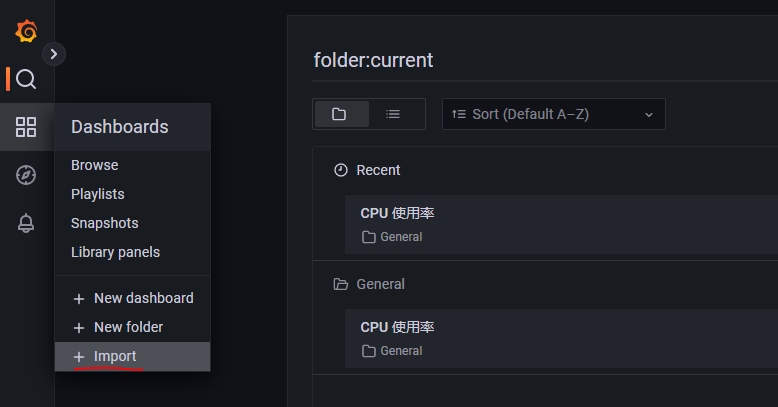 folder:current
Sort (Default A–Z)
Dashboards
Browse
Playlists
Snapshots
Library panels
New dashboard
New folder
Import
Recent
CPU 使用率
General
General
CPU 使用率
General